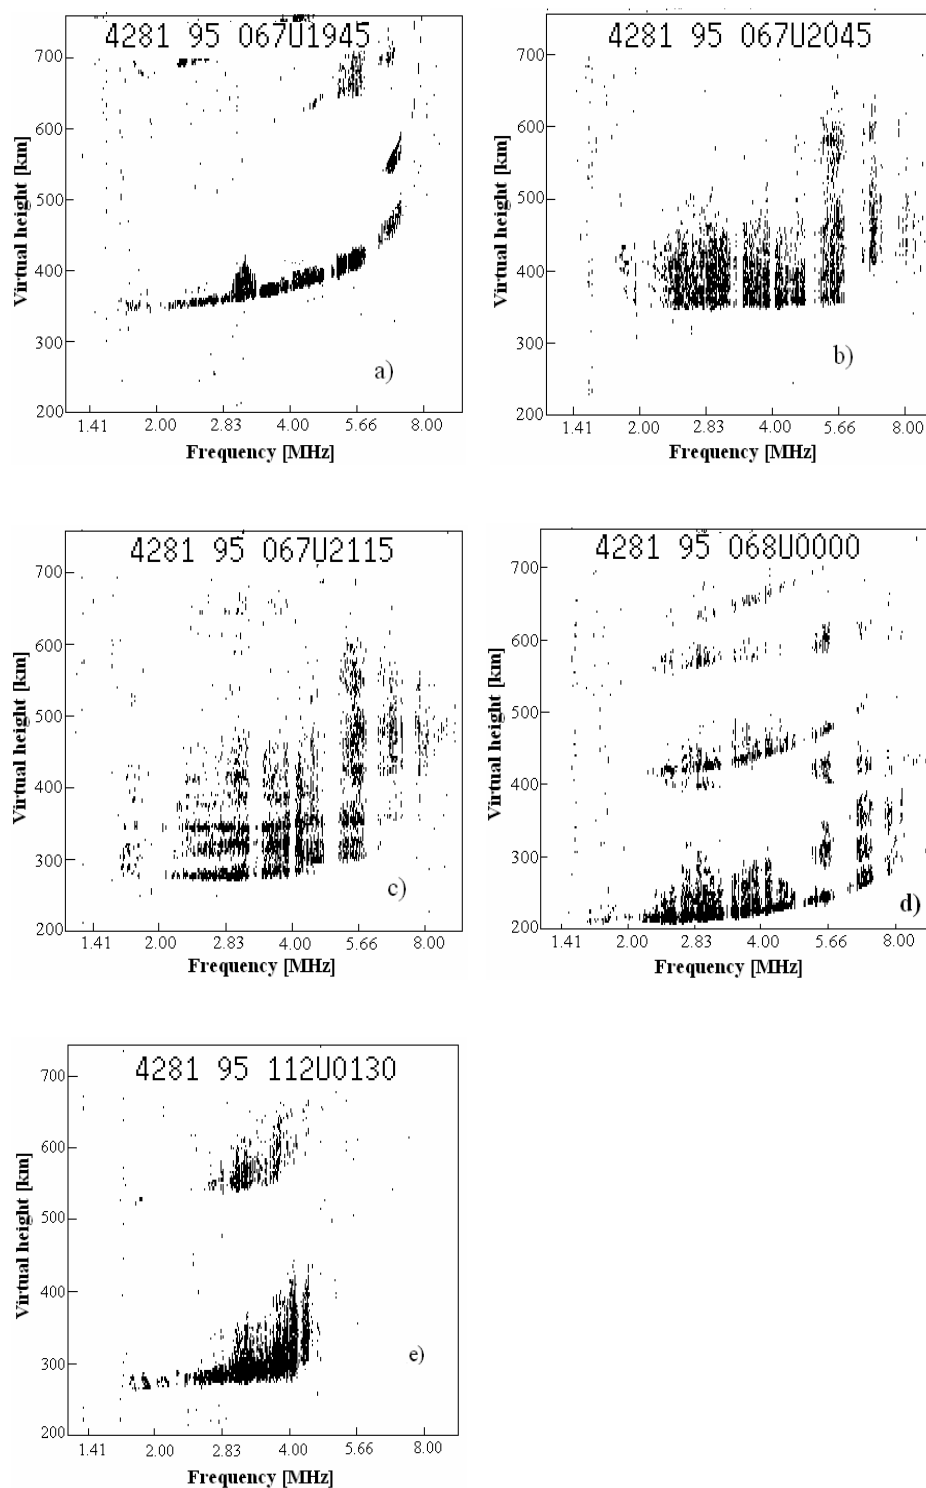 4281 95 067U1945
700
600
500
400
300
200
Virtual height [km]
a)
1.41 2.00 2.83 4.00 5.66 8.00
Frequency [MHz]
4281 95 067U2045
700
600
500
400
300
200
Virtual height [km]
b)
1.41 2.00 2.83 4.00 5.66 8.00
Frequency [MHz]
4281 95 067U2115
700
600
500
400
300
200
Virtual height [km]
c)
1.41 2.00 2.83 4.00 5.66 8.00
Frequency [MHz]
4281 95 068U0000
700
600
500
400
300
200
Virtual height [km]
d)
1.41 2.00 2.83 4.00 5.66 8.00
Frequency [MHz]
4281 95 112U0130
700
600
500
400
300
200
Virtual height [km]
e)
1.41 2.00 2.83 4.00 5.66 8.00
Frequency [MHz]